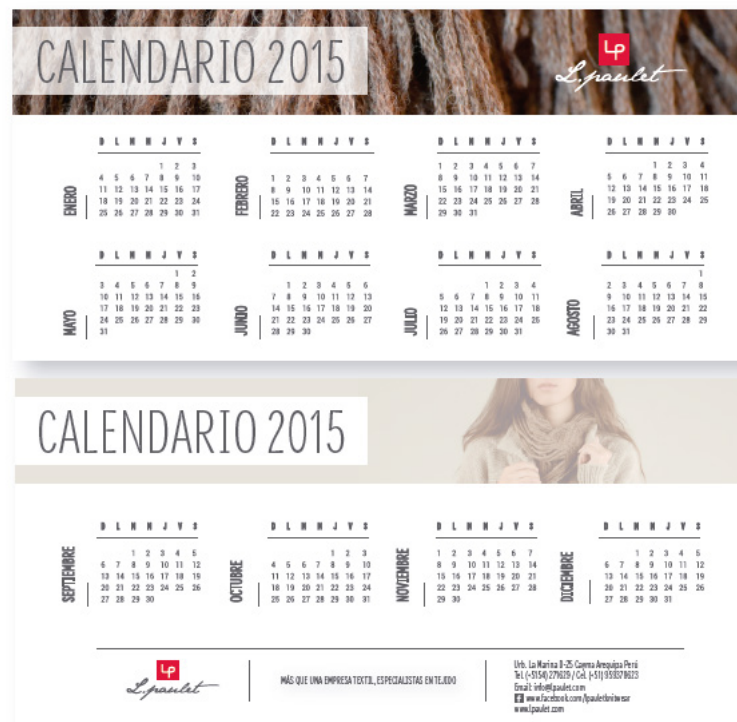 CALENDARIO 2015
LP
L.paulet
ENERO
D L M M J V S
1 2 3
4 5 6 7 8 9 10
11 12 13 14 15 16 17
18 19 20 21 22 23 24
25 26 27 28 29 30 31
FEBRERO
D L M M J V S
1 2 3 4 5 6 7
8 9 10 11 12 13 14
15 16 17 18 19 20 21
22 23 24 25 26 27 28
MARZO
D L M M J V S
1 2 3 4 5 6 7
8 9 10 11 12 13 14
15 16 17 18 19 20 21
22 23 24 25 26 27 28
29 30 31
ABRIL
D L M M J V S
1 2 3 4
5 6 7 8 9 10 11
12 13 14 15 16 17 18
19 20 21 22 23 24 25
26 27 28 29 30
MAYO
D L M M J V S
1 2
3 4 5 6 7 8 9
10 11 12 13 14 15 16
17 18 19 20 21 22 23
24 25 26 27 28 29 30
31
JUNIO
D L M M J V S
1 2 3 4 5 6
7 8 9 10 11 12 13
14 15 16 17 18 19 20
21 22 23 24 25 26 27
28 29 30
JULIO
D L M M J V S
1 2 3 4
5 6 7 8 9 10 11
12 13 14 15 16 17 18
19 20 21 22 23 24 25
26 27 28 29 30 31
AGOSTO
D L M M J V S
1
2 3 4 5 6 7 8
9 10 11 12 13 14 15
16 17 18 19 20 21 22
23 24 25 26 27 28 29
30 31
CALENDARIO 2015
SEPTIEMBRE
D L M M J V S
1 2 3 4 5
6 7 8 9 10 11 12
13 14 15 16 17 18 19
20 21 22 23 24 25 26
27 28 29 30
OCTUBRE
D L M M J V S
1 2 3
4 5 6 7 8 9 10
11 12 13 14 15 16 17
18 19 20 21 22 23 24
25 26 27 28 29 30 31
NOVIEMBRE
D L M M J V S
1 2 3 4 5 6 7
8 9 10 11 12 13 14
15 16 17 18 19 20 21
22 23 24 25 26 27 28
29 30
DICIEMBRE
D L M M J V S
1 2 3 4 5
6 7 8 9 10 11 12
13 14 15 16 17 18 19
20 21 22 23 24 25 26
27 28 29 30 31
LP
L.paulet
MÁS QUE UNA EMPRESA TEXTIL, ESPECIALISTAS EN TEJIDO
Urb. La Marina D-25 Cayma Arequipa Perú
Tel. (+5154) 271629 / Cel. (+51)
Email: info@lpaulet.com
www.facebook.com/lpauletknitwear
www.lpaulet.com